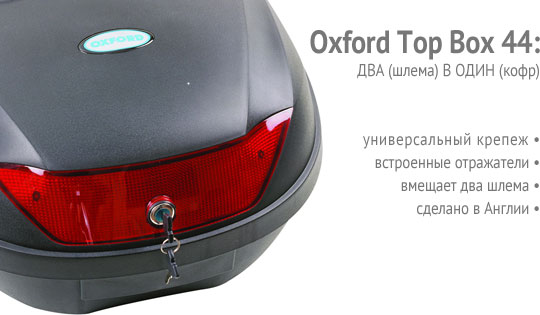 OXFORD
Oxford Top Box 44:
ДВА (шлема) В ОДИН (кофр)
универсальный крепеж •
встроенные отражатели •
вмещает два шлема •
сделано в Англии •